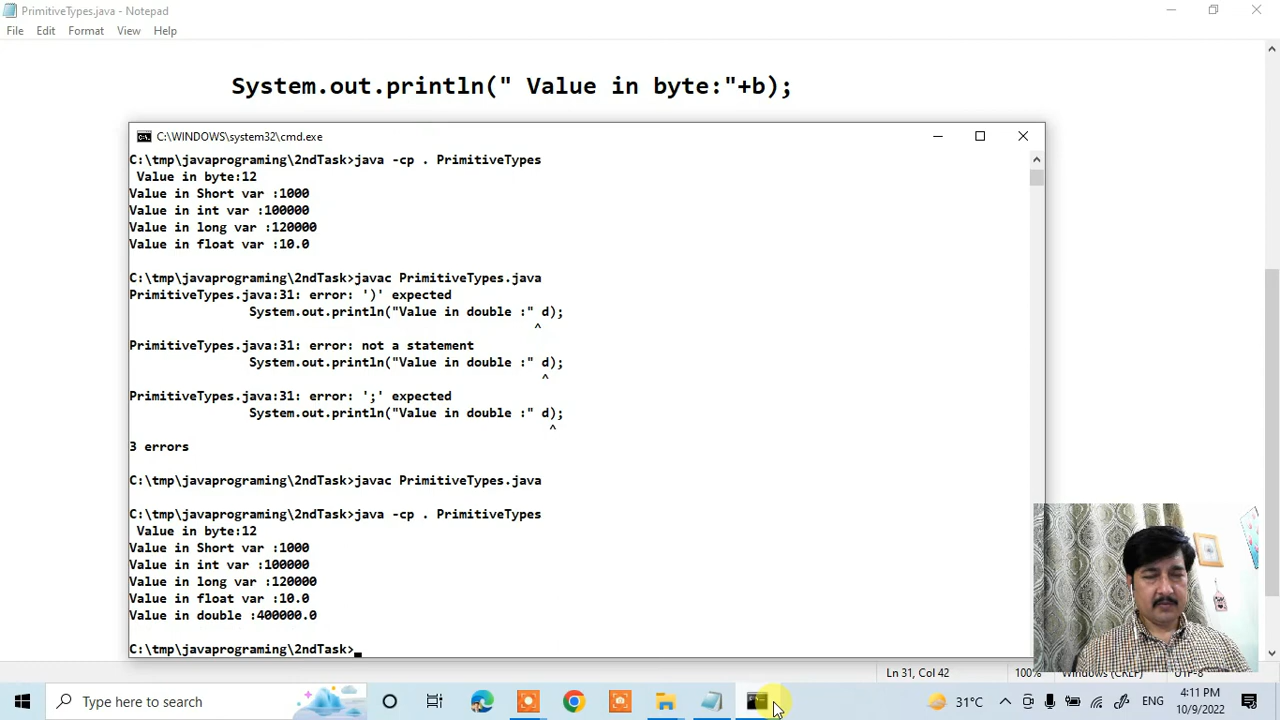 PrimitiveTypes.java - Notepad
File Edit Format View Help
System.out.println(" Value in byte:"+b);
C:\WINDOWS\system32\cmd.exe
C:\tmp\javaprograming\2ndTask>java -cp . PrimitiveTypes
 Value in byte:12
Value in Short var :1000
Value in int var :100000
Value in long var :120000
Value in float var :10.0
C:\tmp\javaprograming\2ndTask>javac PrimitiveTypes.java
PrimitiveTypes.java:31: error: ')' expected
                System.out.println("Value in double :" d);
                                                      ^
PrimitiveTypes.java:31: error: not a statement
                System.out.println("Value in double :" d);
                                                       ^
PrimitiveTypes.java:31: error: ';' expected
                System.out.println("Value in double :" d);
                                                        ^
3 errors
C:\tmp\javaprograming\2ndTask>javac PrimitiveTypes.java
C:\tmp\javaprograming\2ndTask>java -cp . PrimitiveTypes
 Value in byte:12
Value in Short var :1000
Value in int var :100000
Value in long var :120000
Value in float var :10.0
Value in double :400000.0
C:\tmp\javaprograming\2ndTask>
Ln 31, Col 42 100%
Type here to search 31°C ENG 4:11 PM
10/9/2022